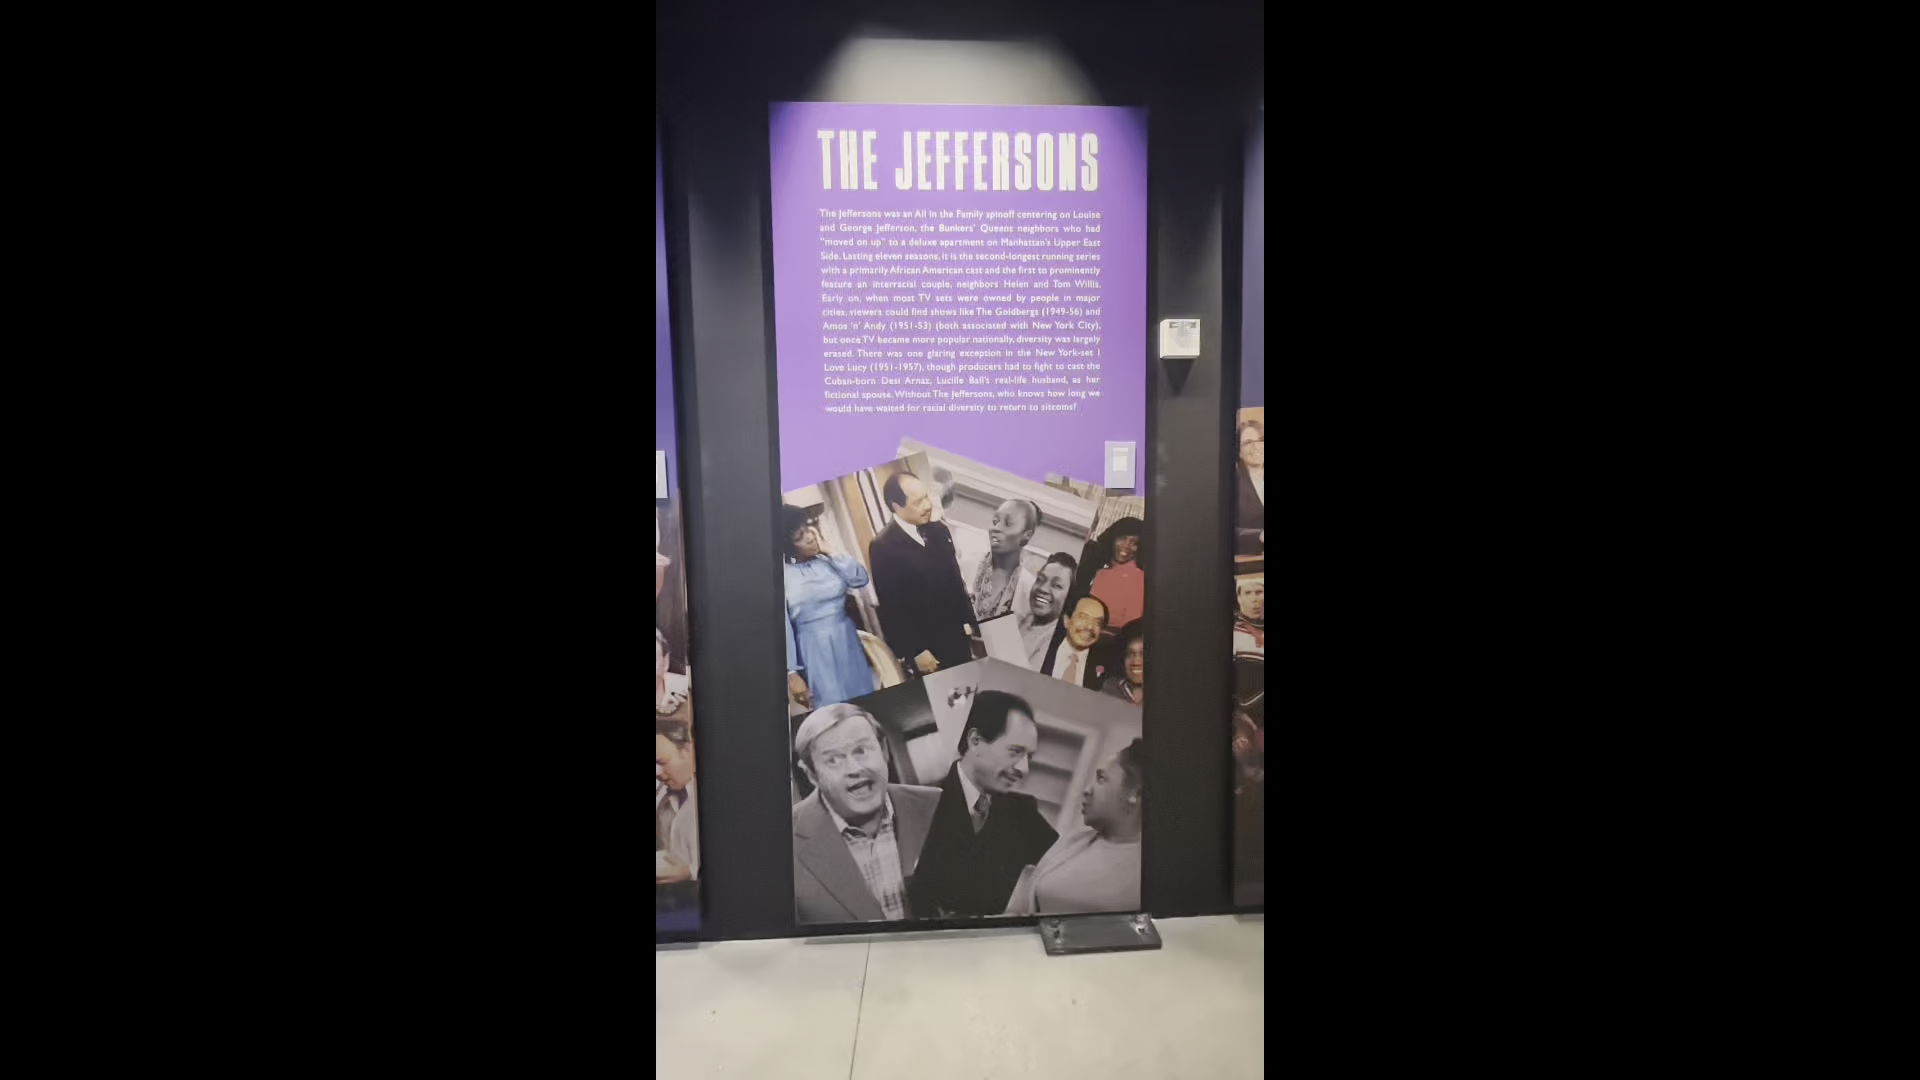 THE JEFFERSONS
The Jeffersons was an All in the Family spinoff centering on Louise
and George Jefferson, the Bunkers' Queens neighbors who had
"moved on up" to a deluxe apartment on Manhattan's Upper East
Side. Lasting eleven seasons, it is the second-longest running series
with a primarily African American cast and the first to prominently
feature an interracial couple, neighbors Helen and Tom Willis.
Early on, when most TV sets were owned by people in major
cities, viewers could find shows like The Goldbergs (1949-56) and
Amos 'n' Andy (1951-53) (both associated with New York City),
but once TV became more popular nationally, diversity was largely
erased. There was one glaring exception in the New York-set I
Love Lucy (1951-1957), though producers had to fight to cast the
Cuban-born Desi Arnaz, Lucille Ball's real-life husband, as her
fictional spouse. Without The Jeffersons, who knows how long we
would have waited for racial diversity to return to sitcoms?